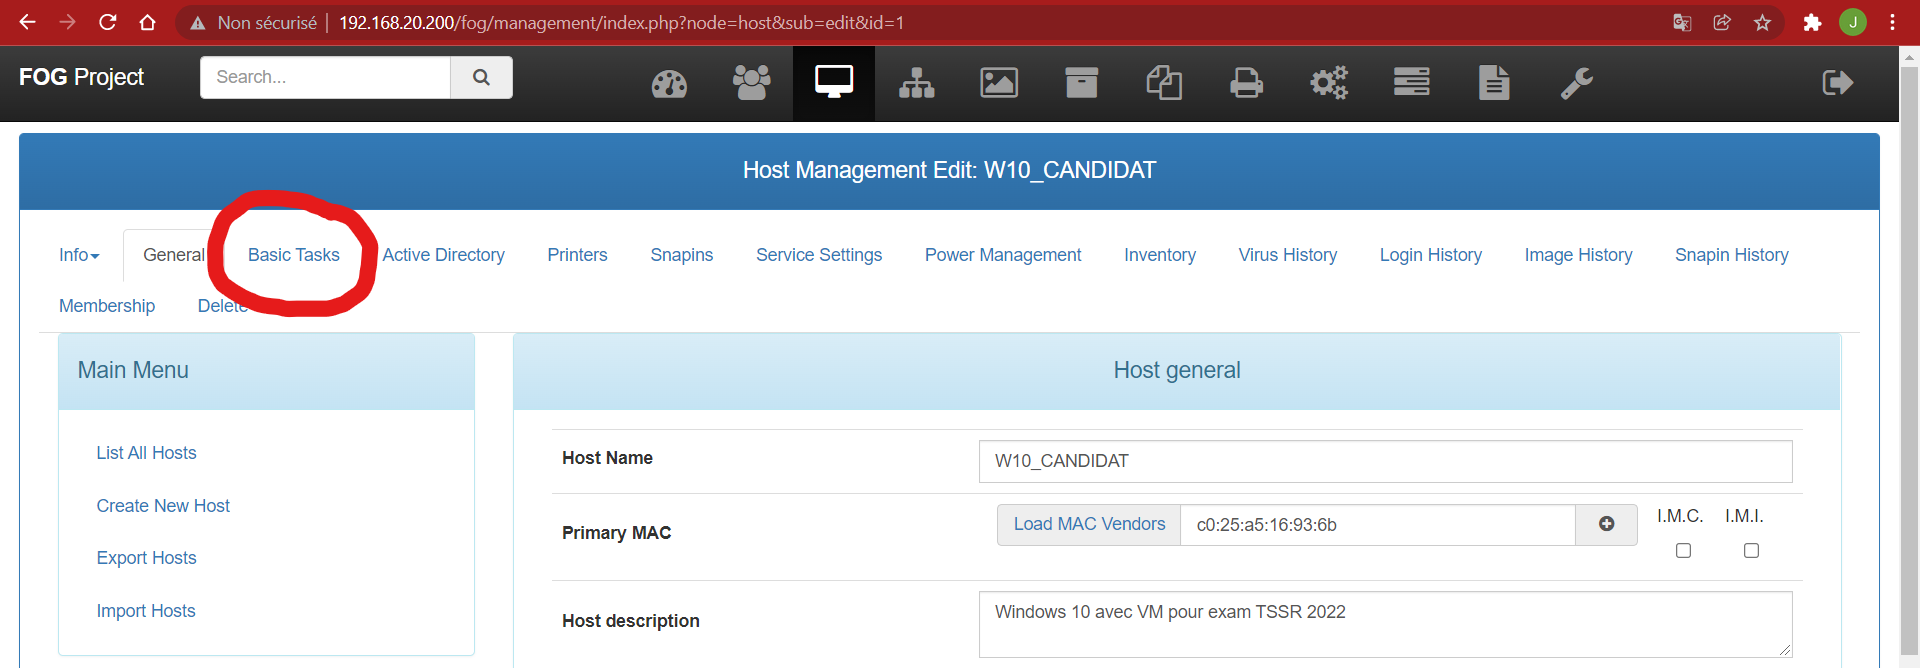 Non sécurisé | 192.168.20.200/fog/management/index.php?node=host&sub=edit&id=1
J
FOG Project
Search...
Host Management Edit: W10_CANDIDAT
Info General Basic Tasks Active Directory Printers Snapins Service Settings Power Management Inventory Virus History Login History Image History Snapin History
Membership Delete
Main Menu
List All Hosts
Create New Host
Export Hosts
Import Hosts
Host general
Host Name W10_CANDIDAT
Primary MAC Load MAC Vendors c0:25:a5:16:93:6b I.M.C. I.M.I.
Host description Windows 10 avec VM pour exam TSSR 2022